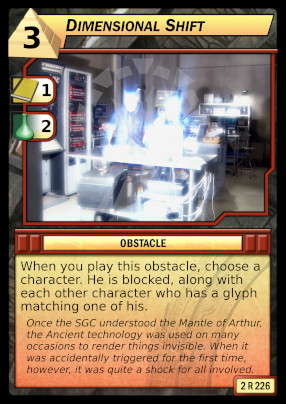 3
DIMENSIONAL SHIFT
1
2
OBSTACLE
When you play this obstacle, choose a
character. He is blocked, along with
each other character who has a glyph
matching one of his.
Once the SGC understood the Mantle of Arthur,
the Ancient technology was used on many
occasions to render things invisible. When it
was accidentally triggered for the first time,
however, it was quite a shock for all involved.
2 R 226